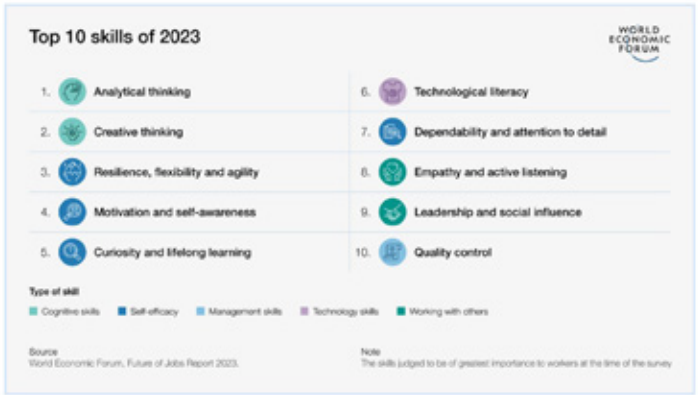 Top 10 skills of 2023
WORLD
ECONOMIC
FORUM
1. Analytical thinking
2. Creative thinking
3. Resilience, flexibility and agility
4. Motivation and self-awareness
5. Curiosity and lifelong learning
6. Technological literacy
7. Dependability and attention to detail
8. Empathy and active listening
9. Leadership and social influence
10. Quality control
Type of skill
Cognitive skills Self-efficacy Management skills Technology skills Working with others
Source
World Economic Forum, Future of Jobs Report 2023.
Note
The skills judged to be of greatest importance to workers at the time of the survey